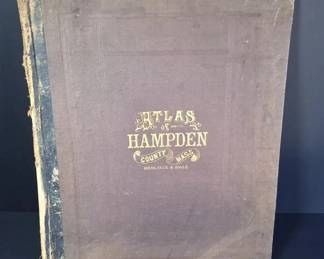 ATLAS
OF
HAMPDEN
COUNTY MASS